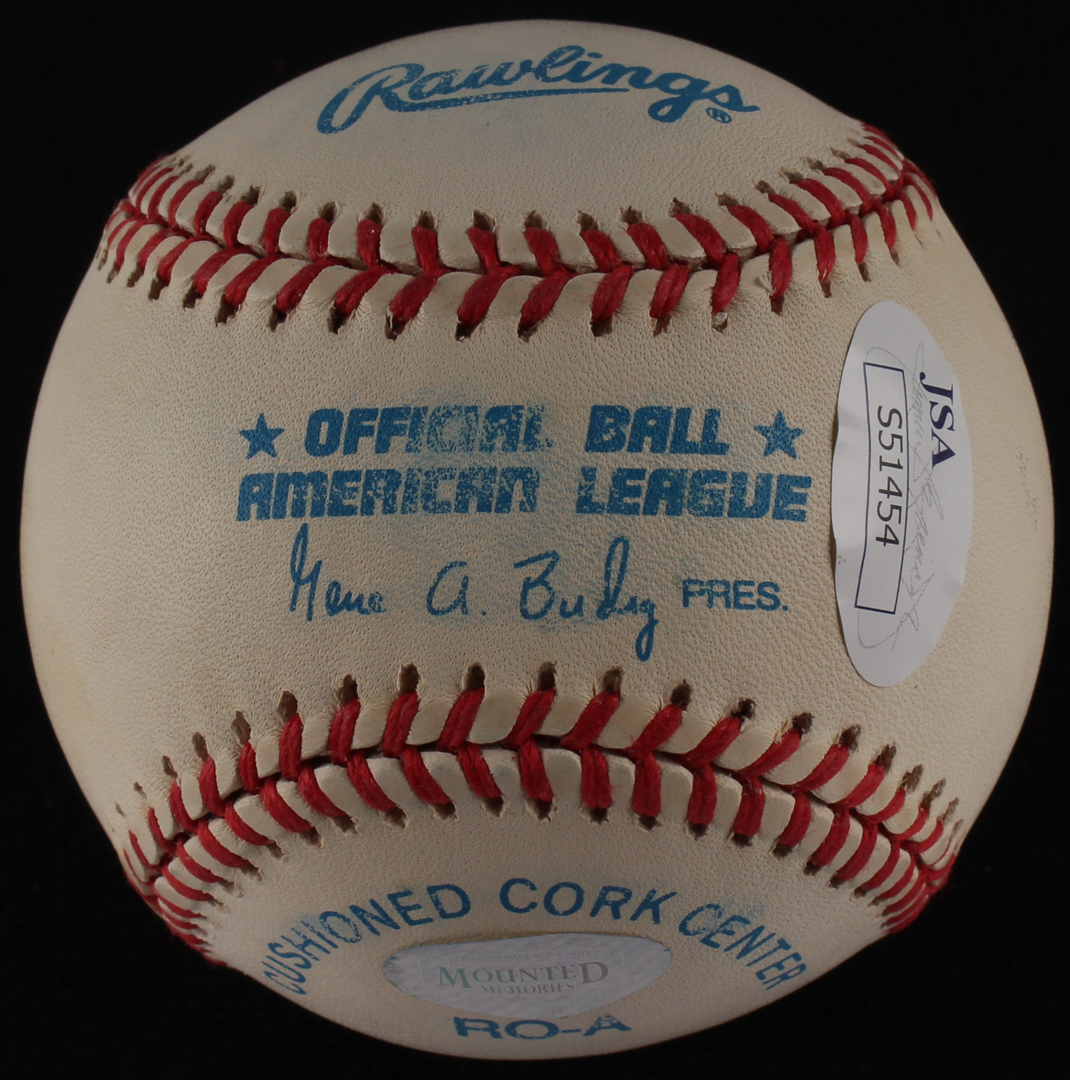 Rawlings ®
★ OFFICIAL BALL ★
AMERICAN LEAGUE
Gene A. Budig PRES.
JSA
S51454
CUSHIONED CORK CENTER
MOUNTED
MEMORIES
RO-A